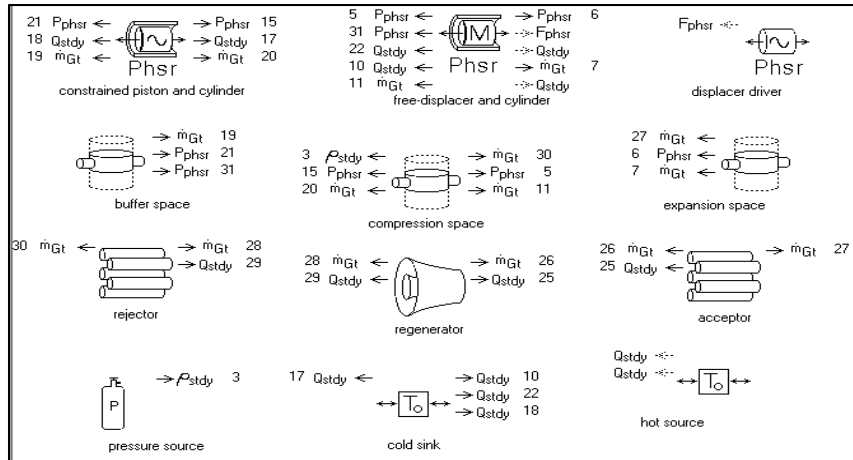 21 Pphsr Pphsr 15
18 Qstdy Qstdy 17
19 ṁGt ṁGt 20
Phsr
constrained piston and cylinder
5 Pphsr Pphsr 6
31 Pphsr M Fphsr
22 Qstdy Qstdy
10 Qstdy Phsr ṁGt 7
11 ṁGt Qstdy
free-displacer and cylinder
Fphsr
Phsr
displacer driver
ṁGt 19
Pphsr 21
Pphsr 31
buffer space
3 ρstdy ṁGt 30
15 Pphsr Pphsr 5
20 ṁGt ṁGt 11
compression space
27 ṁGt
6 Pphsr
7 ṁGt
expansion space
30 ṁGt ṁGt 28
Qstdy 29
rejector
28 ṁGt ṁGt 26
29 Qstdy Qstdy 25
regenerator
26 ṁGt ṁGt 27
25 Qstdy
acceptor
ρstdy 3
P
pressure source
17 Qstdy Qstdy 10
To Qstdy 22
Qstdy 18
cold sink
Qstdy
Qstdy
To
hot source